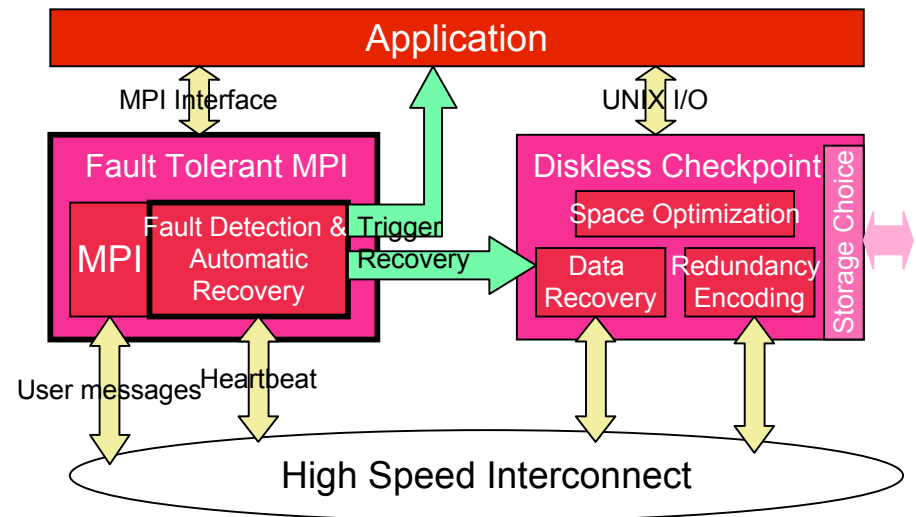 Application
MPI Interface
UNIX I/O
Fault Tolerant MPI
MPI
Fault Detection &
Automatic
Recovery
Trigger
Recovery
Diskless Checkpoint
Space Optimization
Data
Recovery
Redundancy
Encoding
Storage Choice
User messages
Heartbeat
High Speed Interconnect